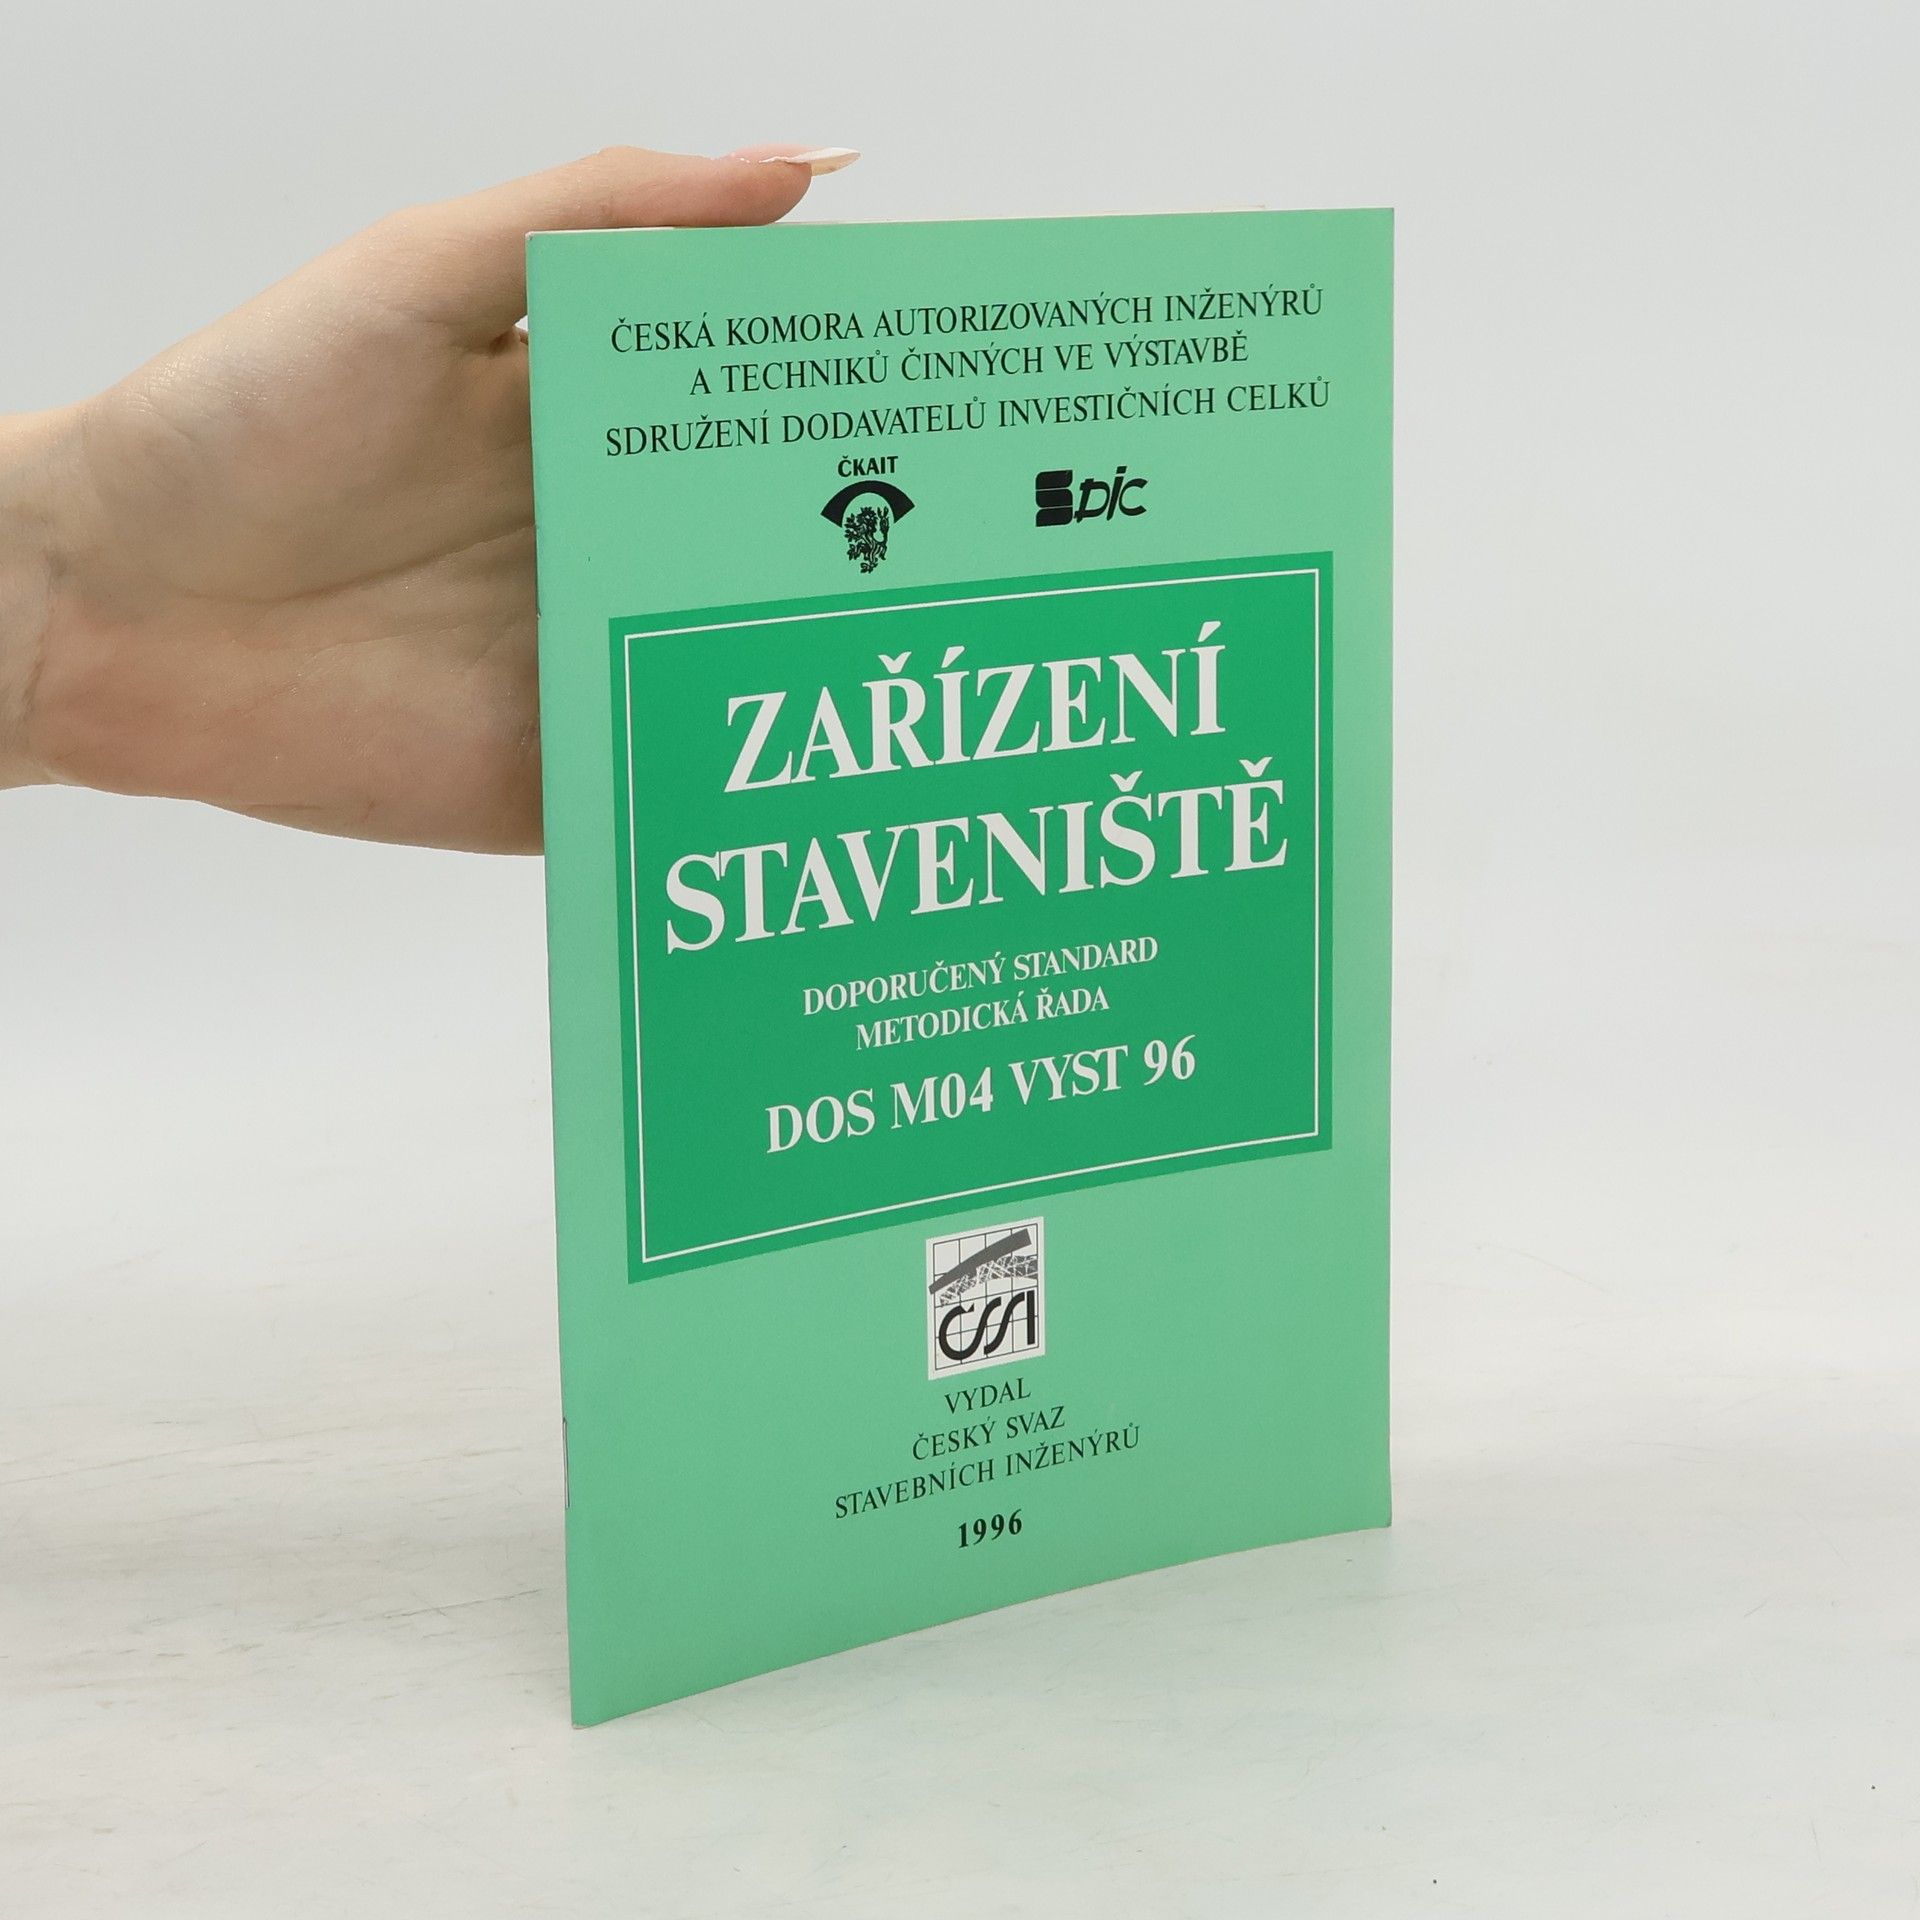 ČESKÁ KOMORA AUTORIZOVANÝCH INŽENÝRŮ
A TECHNIKŮ ČINNÝCH VE VÝSTAVBĚ
SDRUŽENÍ DODAVATELŮ INVESTIČNÍCH CELKŮ
ČKAIT
SDIC
ZAŘÍZENÍ
STAVENIŠTĚ
DOPORUČENÝ STANDARD
METODICKÁ ŘADA
DOS M04 VYST 96
ČSSI
VYDAL
ČESKÝ SVAZ
STAVEBNÍCH INŽENÝRŮ
1996